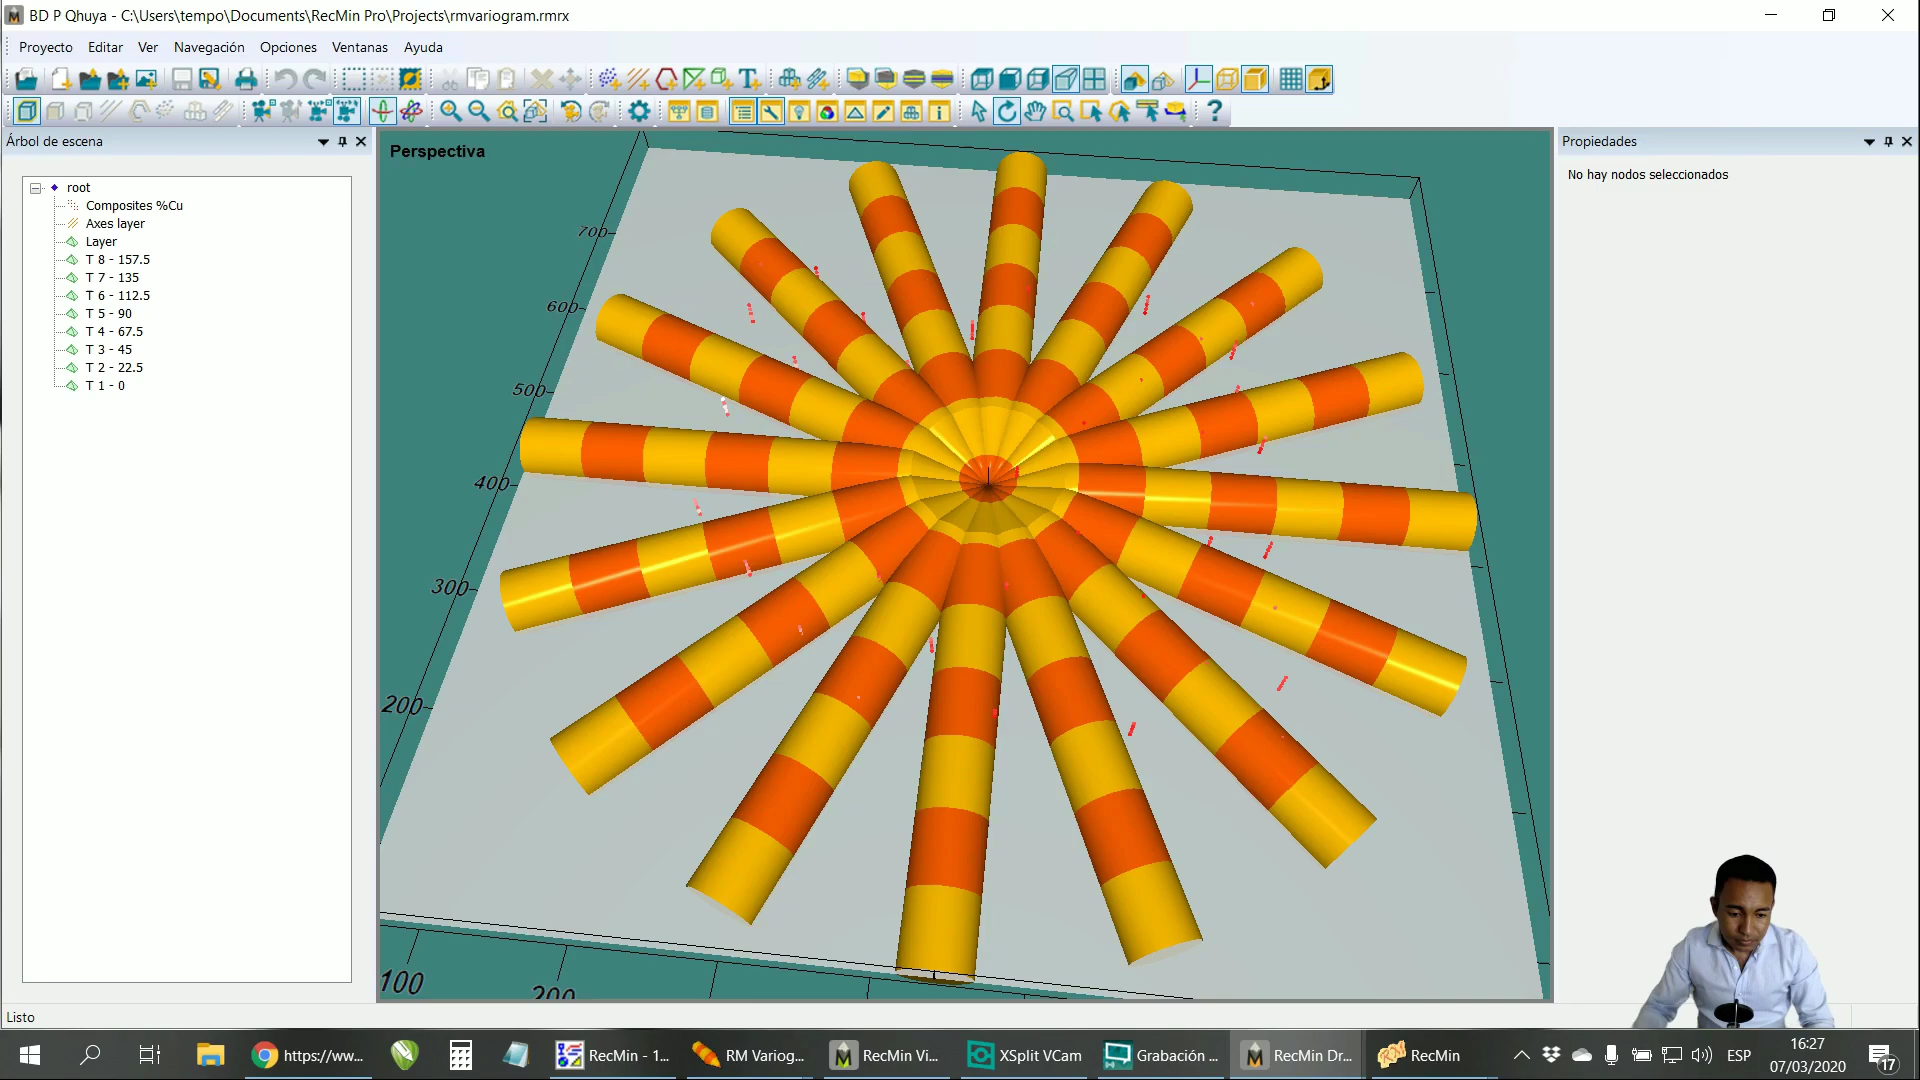 BD P Qhuya - C:\Users\tempo\Documents\RecMin Pro\Projects\rmvariogram.rmrx
Proyecto Editar Ver Navegación Opciones Ventanas Ayuda
Árbol de escena
root
Composites %Cu
Axes layer
Layer
T 8 - 157.5
T 7 - 135
T 6 - 112.5
T 5 - 90
T 4 - 67.5
T 3 - 45
T 2 - 22.5
T 1 - 0
Perspectiva
700
600
500
400
300
200
100
200
Propiedades
No hay nodos seleccionados
Listo
https://ww...
RecMin - 1...
RM Variog...
RecMin Vi...
XSplit VCam
Grabación ...
RecMin Dr...
RecMin
ESP
16:27
07/03/2020
17